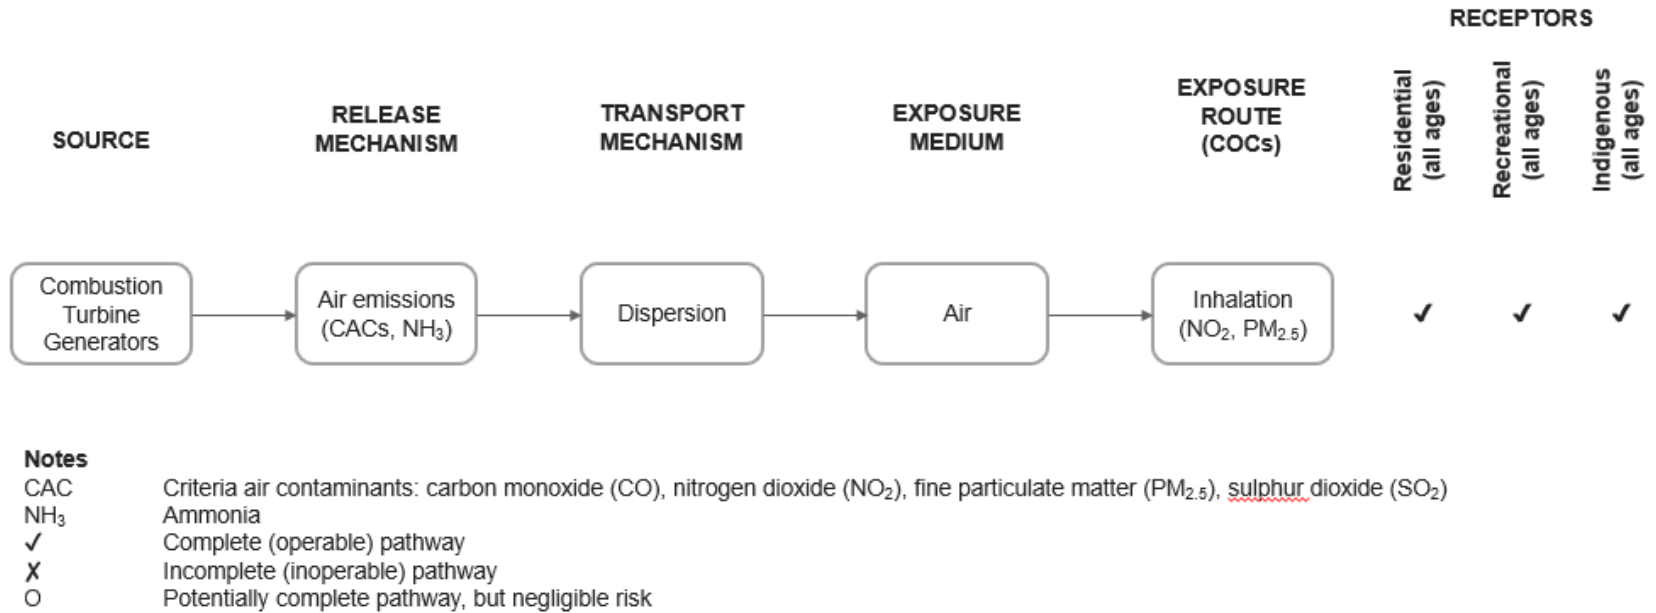 RECEPTORS
SOURCE
RELEASE
MECHANISM
TRANSPORT
MECHANISM
EXPOSURE
MEDIUM
EXPOSURE
ROUTE
(COCs)
Residential
(all ages)
Recreational
(all ages)
Indigenous
(all ages)
Combustion
Turbine
Generators
Air emissions
(CACs, NH₃)
Dispersion
Air
Inhalation
(NO₂, PM₂.₅)
✓ ✓ ✓
Notes
CAC Criteria air contaminants: carbon monoxide (CO), nitrogen dioxide (NO₂), fine particulate matter (PM₂.₅), sulphur dioxide (SO₂)
NH₃ Ammonia
✓ Complete (operable) pathway
✗ Incomplete (inoperable) pathway
O Potentially complete pathway, but negligible risk